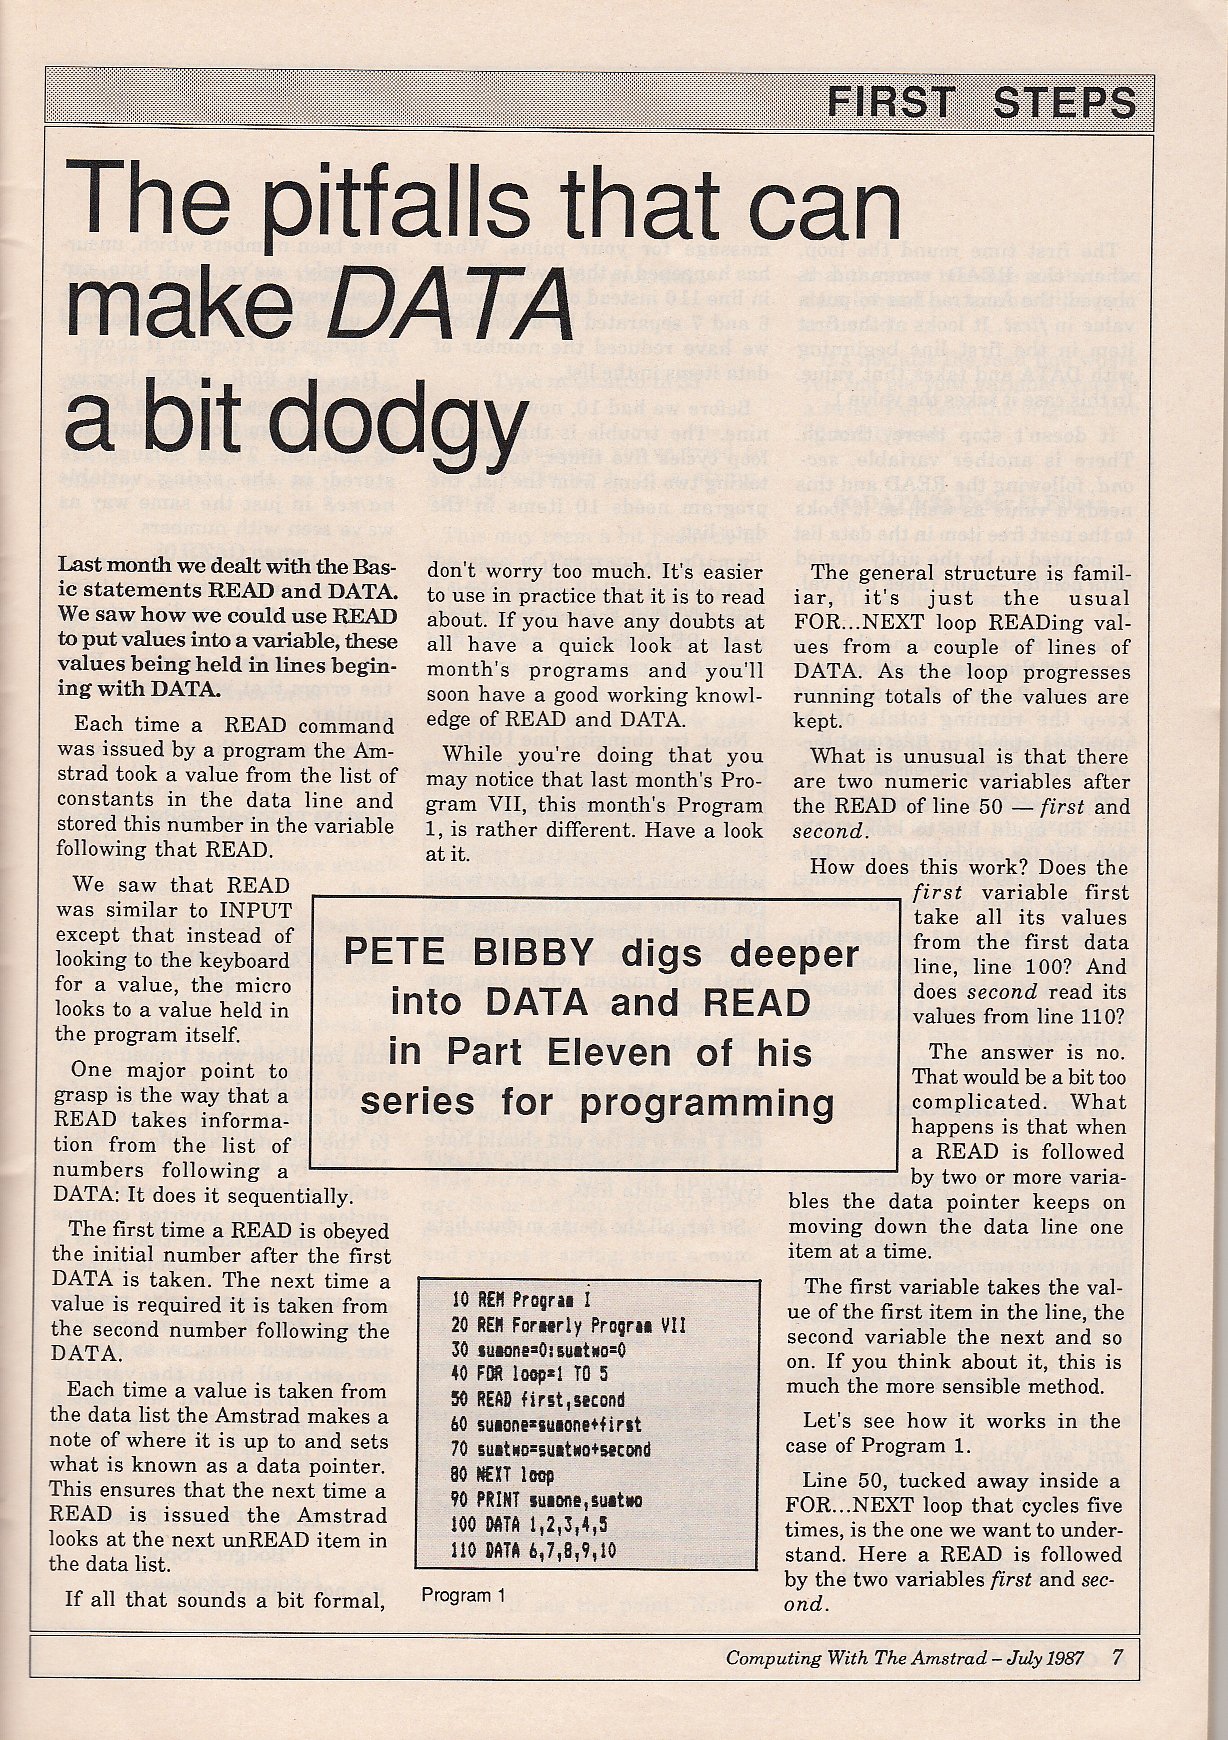 FIRST STEPS
The pitfalls that can
make DATA
a bit dodgy
Last month we dealt with the Bas-
ic statements READ and DATA.
We saw how we could use READ
to put values into a variable, these
values being held in lines begin-
ing with DATA.
Each time a READ command
was issued by a program the Am-
strad took a value from the list of
constants in the data line and
stored this number in the variable
following that READ.
We saw that READ
was similar to INPUT
except that instead of
looking to the keyboard
for a value, the micro
looks to a value held in
the program itself.
One major point to
grasp is the way that a
READ takes informa-
tion from the list of
numbers following a
DATA: It does it sequentially.
The first time a READ is obeyed
the initial number after the first
DATA is taken. The next time a
value is required it is taken from
the second number following the
DATA.
Each time a value is taken from
the data list the Amstrad makes a
note of where it is up to and sets
what is known as a data pointer.
This ensures that the next time a
READ is issued the Amstrad
looks at the next unREAD item in
the data list.
If all that sounds a bit formal,
don't worry too much. It's easier
to use in practice that it is to read
about. If you have any doubts at
all have a quick look at last
month's programs and you'll
soon have a good working knowl-
edge of READ and DATA.
While you're doing that you
may notice that last month's Pro-
gram VII, this month's Program
1, is rather different. Have a look
at it.
PETE BIBBY digs deeper
into DATA and READ
in Part Eleven of his
series for programming
10 REM Program I
20 REM Formerly Program VII
30 sumone=0:sumtwo=0
40 FOR loop=1 TO 5
50 READ first,second
60 sumone=sumone+first
70 sumtwo=sumtwo+second
80 NEXT loop
90 PRINT sumone,sumtwo
100 DATA 1,2,3,4,5
110 DATA 6,7,8,9,10
Program 1
The general structure is famil-
iar, it's just the usual
FOR...NEXT loop READing val-
ues from a couple of lines of
DATA. As the loop progresses
running totals of the values are
kept.
What is unusual is that there
are two numeric variables after
the READ of line 50 — first and
second.
How does this work? Does the
first variable first
take all its values
from the first data
line, line 100? And
does second read its
values from line 110?
The answer is no.
That would be a bit too
complicated. What
happens is that when
a READ is followed
by two or more varia-
bles the data pointer keeps on
moving down the data line one
item at a time.
The first variable takes the val-
ue of the first item in the line, the
second variable the next and so
on. If you think about it, this is
much the more sensible method.
Let's see how it works in the
case of Program 1.
Line 50, tucked away inside a
FOR...NEXT loop that cycles five
times, is the one we want to under-
stand. Here a READ is followed
by the two variables first and sec-
ond.
Computing With The Amstrad – July 1987 7